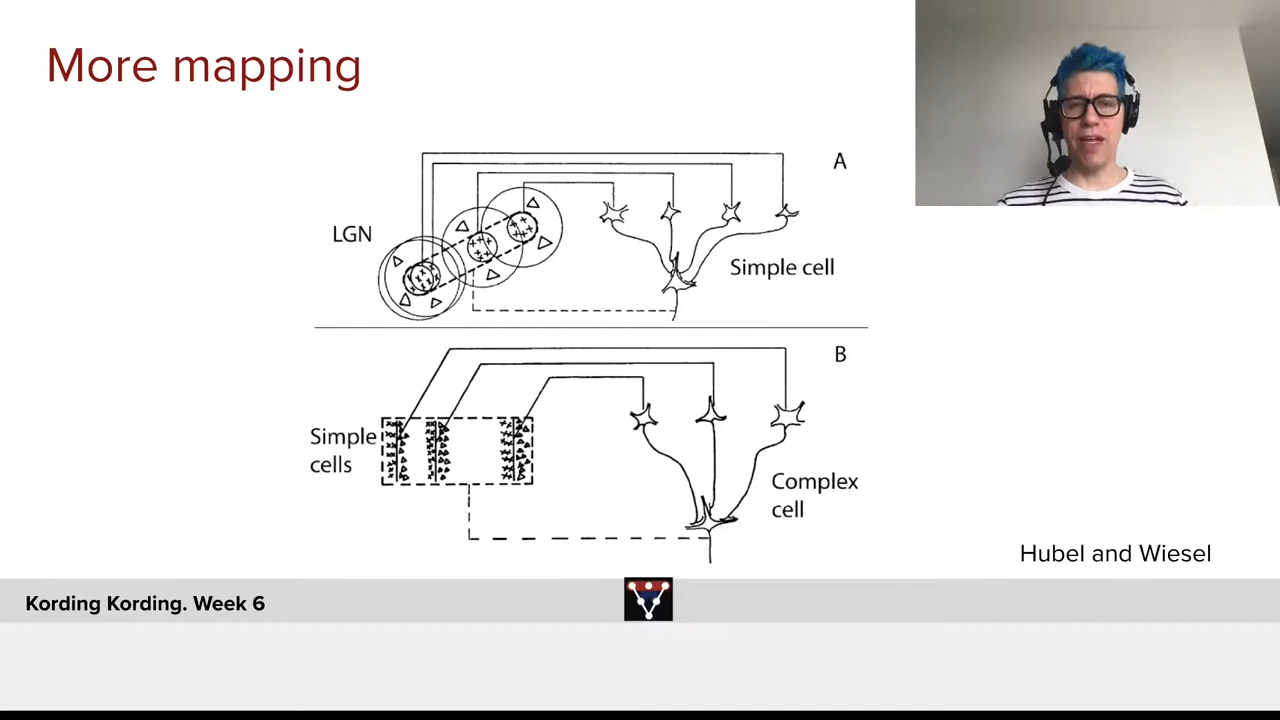 More mapping
A
LGN
Simple cell
B
Simple
cells
Complex
cell
Hubel and Wiesel
Kording Kording. Week 6